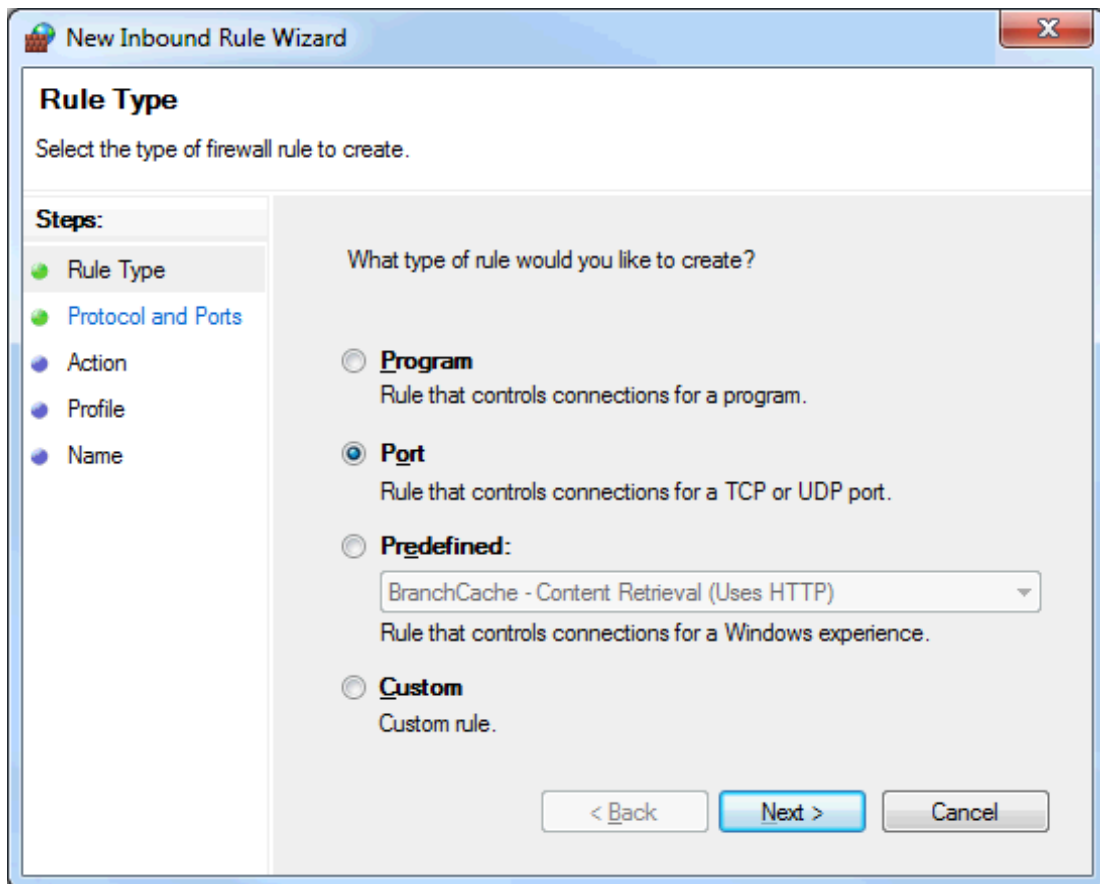 New Inbound Rule Wizard
X
Rule Type
Select the type of firewall rule to create.
Steps:
Rule Type
Protocol and Ports
Action
Profile
Name
What type of rule would you like to create?
Program
Rule that controls connections for a program.
Port
Rule that controls connections for a TCP or UDP port.
Predefined:
BranchCache - Content Retrieval (Uses HTTP)
Rule that controls connections for a Windows experience.
Custom
Custom rule.
< Back Next > Cancel